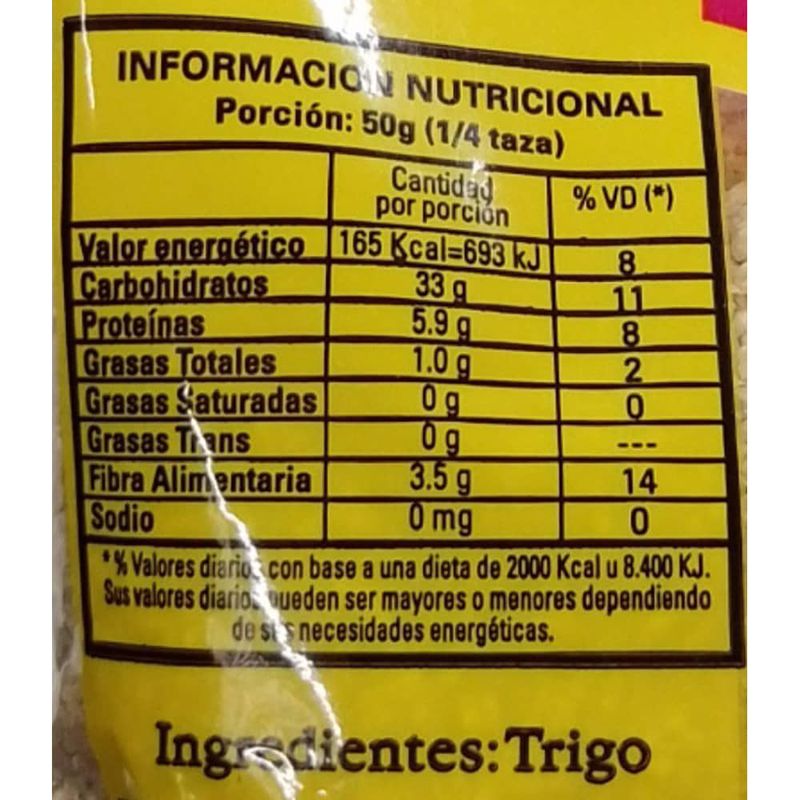 INFORMACION NUTRICIONAL
Porción: 50g (1/4 taza)
Cantidad
por porción
% VD (*)
Valor energético 165 Kcal=693 kJ 8
Carbohidratos 33 g 11
Proteínas 5.9 g 8
Grasas Totales 1.0 g 2
Grasas Saturadas 0 g 0
Grasas Trans 0 g ---
Fibra Alimentaria 3.5 g 14
Sodio 0 mg 0
*% Valores diarios con base a una dieta de 2000 Kcal u 8.400 KJ.
Sus valores diarios pueden ser mayores o menores dependiendo
de sus necesidades energéticas.
Ingredientes: Trigo